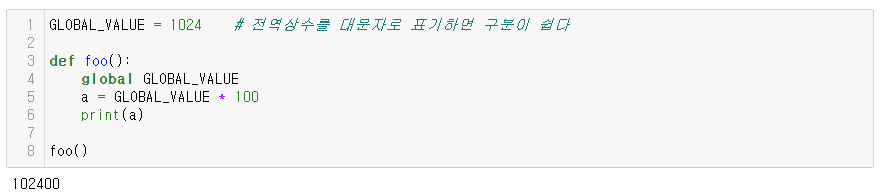 1 GLOBAL_VALUE = 1024    # 전역상수를 대문자로 표기하면 구분이 쉽다
2
3 def foo():
4     global GLOBAL_VALUE
5     a = GLOBAL_VALUE * 100
6     print(a)
7
8 foo()
102400